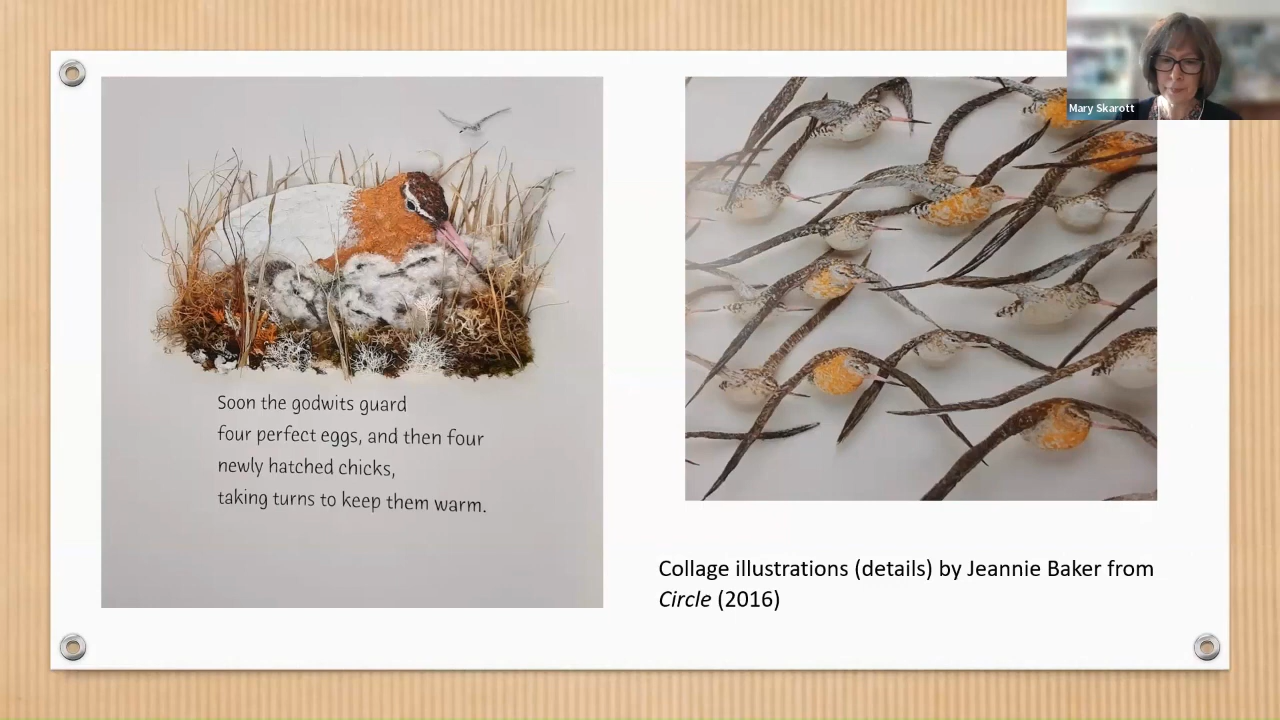 Mary Skarott
Soon the godwits guard
four perfect eggs, and then four
newly hatched chicks,
taking turns to keep them warm.
Collage illustrations (details) by Jeannie Baker from
Circle (2016)